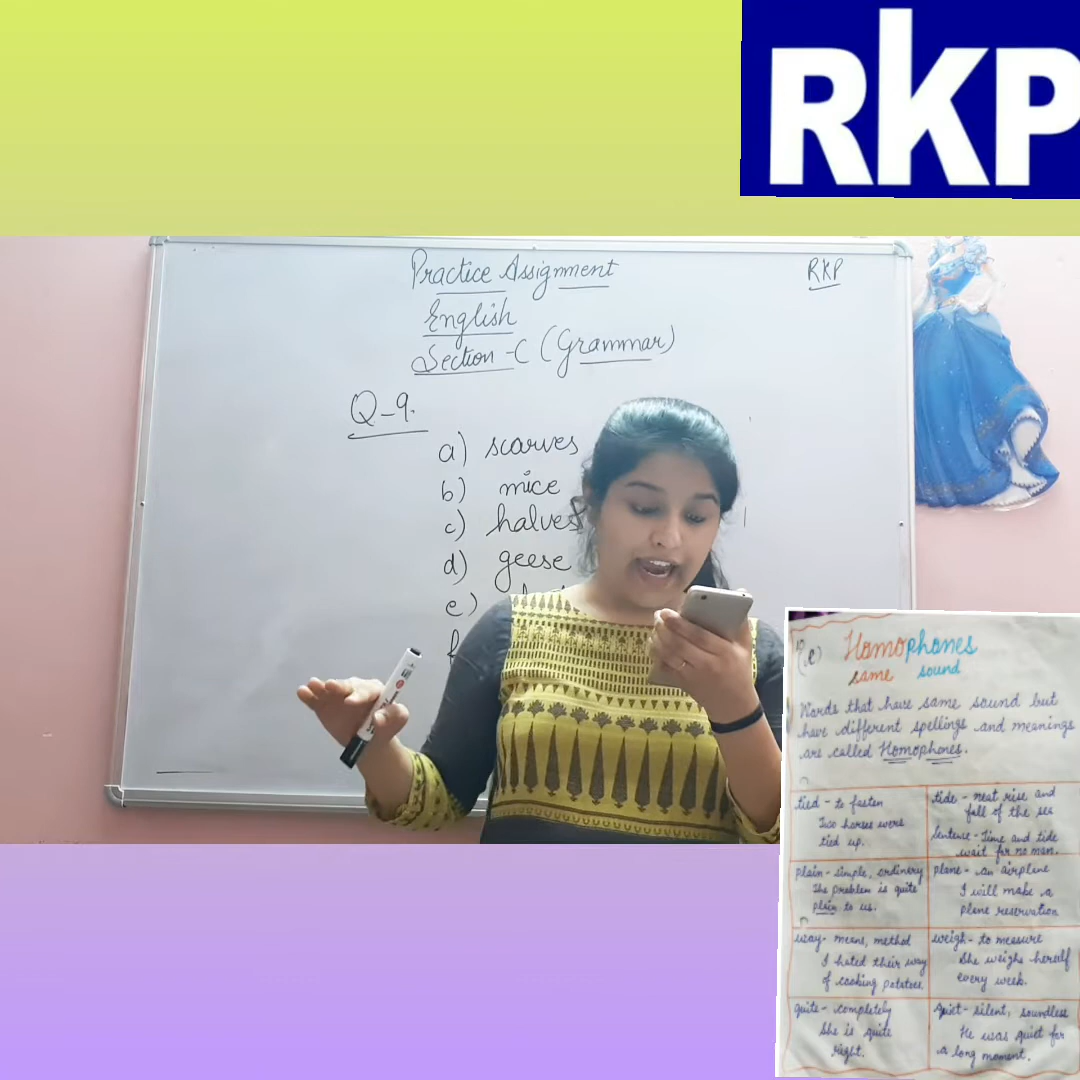 RKP
Practice Assignment
RKP
English
Section-C (Grammar)
Q-9.
a) scarves
b) mice
c) halves
d) geese
e)
f
(c) Homophones
same sound
Words that have same sound but
have different spellings and meanings
are called Homophones.
tied - to fasten
Two horses were
tied up.
tide - neat rise and
fall of the sea
Sentence - Time and tide
wait for no man.
plain - simple, ordinery
The problem is quite
plain to us.
plane - an airplane
I will make a
plane reservation
way - means, method
I hated their way
of cooking potatoes.
weigh - to measure
She weighs herself
every week.
quite - completely
She is quite
right.
quiet - silent, soundless
He was quiet for
a long moment.